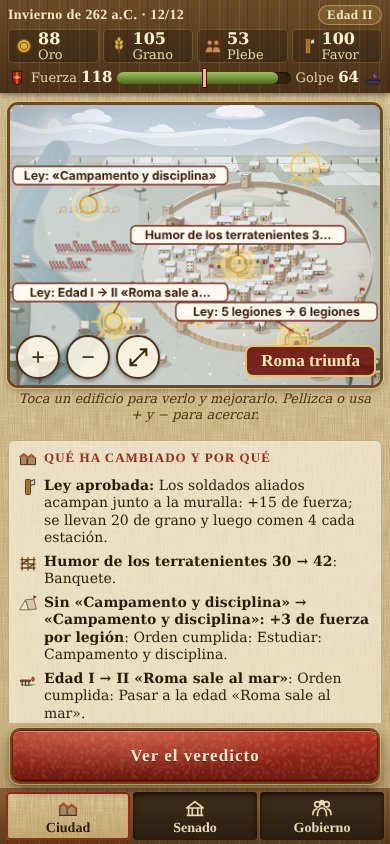 Invierno de 262 a.C. · 12/12
Edad II
88
Oro
105
Grano
53
Plebe
100
Favor
Fuerza 118
Golpe 64
Ley: «Campamento y disciplina»
Humor de los terratenientes 3...
Ley: Edad I → II «Roma sale a...
Ley: 5 legiones → 6 legiones
+
−
Roma triunfa
Toca un edificio para verlo y mejorarlo. Pellizca o usa
+ y − para acercar.
QUÉ HA CAMBIADO Y POR QUÉ
Ley aprobada: Los soldados aliados
acampan junto a la muralla: +15 de fuerza;
se llevan 20 de grano y luego comen 4 cada
estación.
Humor de los terratenientes 30 → 42:
Banquete.
Sin «Campamento y disciplina» →
«Campamento y disciplina»: +3 de fuerza
por legión: Orden cumplida: Estudiar:
Campamento y disciplina.
Edad I → II «Roma sale al mar»: Orden
cumplida: Pasar a la edad «Roma sale al
mar».
Ver el veredicto
Ciudad
Senado
Gobierno